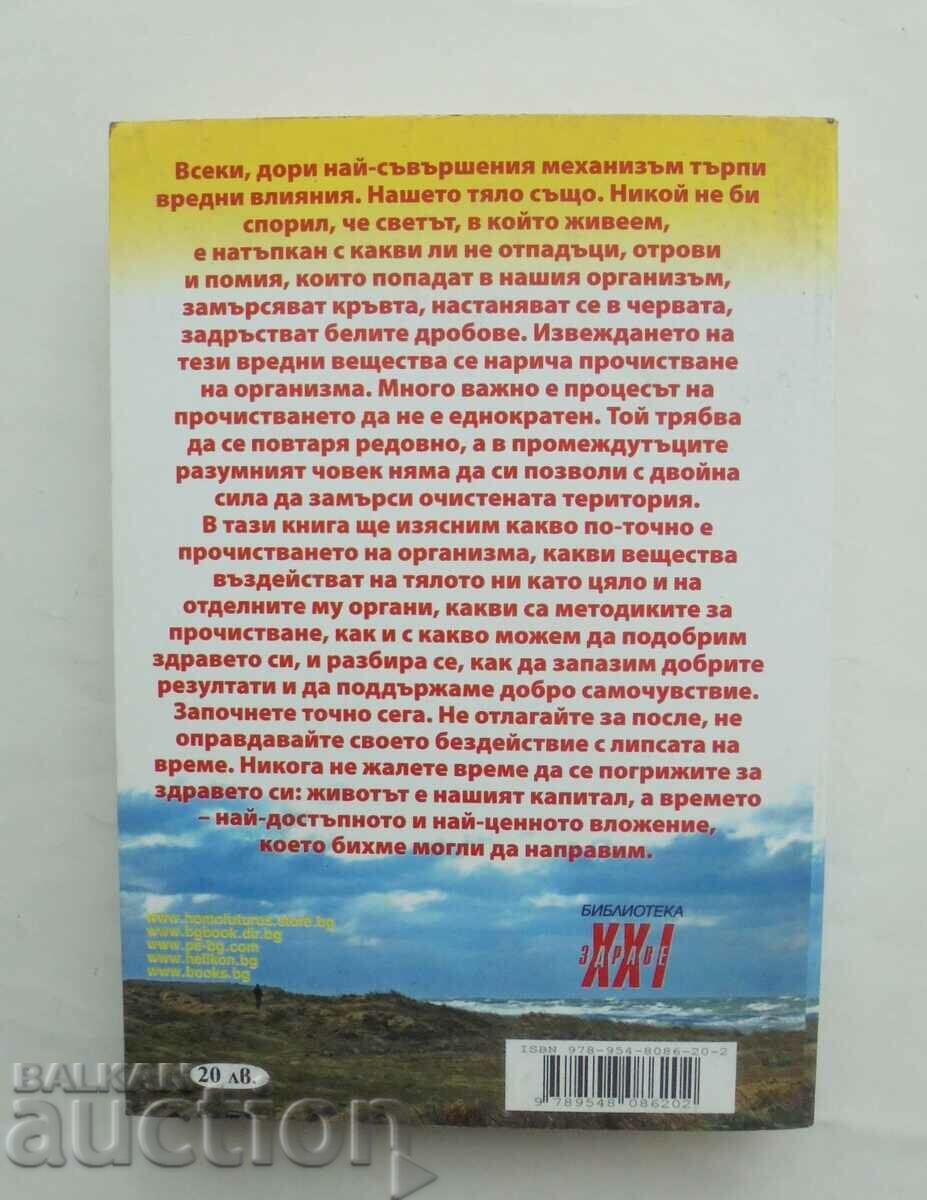 Всеки, дори най-съвършения механизъм търпи
вредни влияния. Нашето тяло също. Никой не би
спорил, че светът, в който живеем,
е натъпкан с какви ли не отпадъци, отрови
и помия, които попадат в нашия организъм,
замърсяват кръвта, настаняват се в червата,
задръстват белите дробове. Извеждането на
тези вредни вещества се нарича прочистване
на организма. Много важно е процесът на
прочистването да не е еднократен. Той трябва
да се повтаря редовно, а в промеждутъците
разумният човек няма да си позволи с двойна
сила да замърси очистената територия.
В тази книга ще изясним какво по-точно е
прочистването на организма, какви вещества
въздействат на тялото ни като цяло и на
отделните му органи, какви са методиките за
прочистване, как и с какво можем да подобрим
здравето си, и разбира се, как да запазим добрите
резултати и да поддържаме добро самочувствие.
Започнете точно сега. Не отлагайте за после, не
оправдавайте своето бездействие с липсата на
време. Никога не жалете време да се погрижите за
здравето си: животът е нашият капитал, а времето
– най-достъпното и най-ценното вложение,
което бихме могли да направим.
www.homofuturus.store.bg
www.bgbook.dir.bg
www.pe-bg.com
www.helikon.bg
www.books.bg
БИБЛИОТЕКА
XXI
ЗДРАВЕ
ISBN 978-954-8086-20-2
9 789548 086202
20 лв.
BALKAN
auction